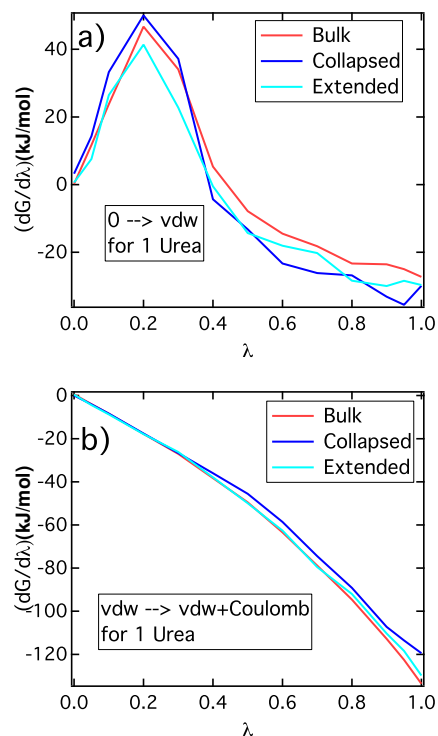 a)
Bulk
Collapsed
Extended
0 --> vdw
for 1 Urea
⟨dG/dλ⟩(kJ/mol)
40
20
0
-20
0.0 0.2 0.4 0.6 0.8 1.0
λ
b)
Bulk
Collapsed
Extended
vdw --> vdw+Coulomb
for 1 Urea
⟨dG/dλ⟩(kJ/mol)
0
-20
-40
-60
-80
-100
-120
0.0 0.2 0.4 0.6 0.8 1.0
λ